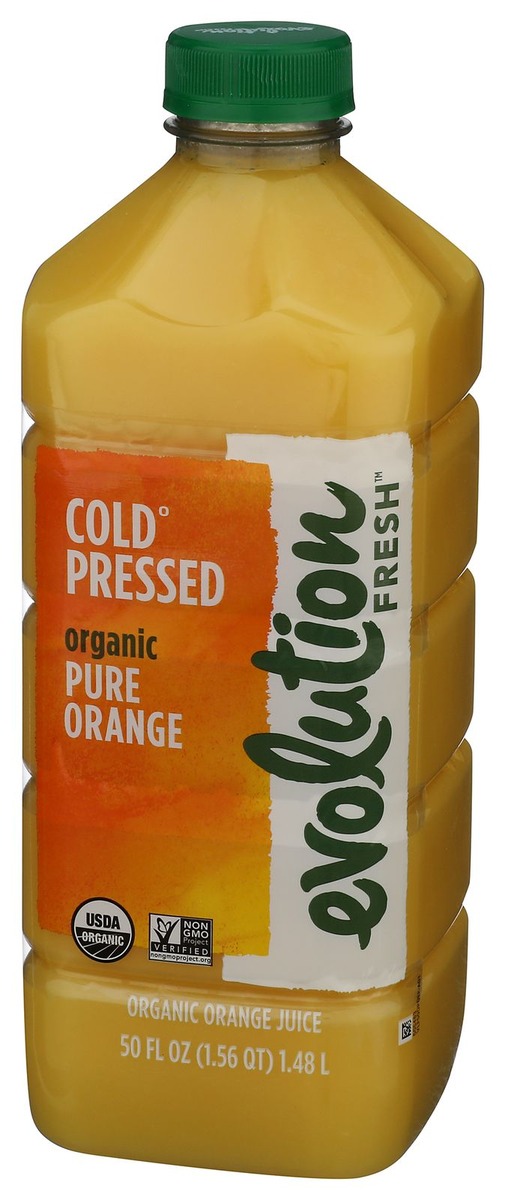 COLD°
PRESSED
organic
PURE
ORANGE
evolution
FRESH™
USDA
ORGANIC
NON
GMO
Project
VERIFIED
nongmoproject.org
ORGANIC ORANGE JUICE
50 FL OZ (1.56 QT) 1.48 L